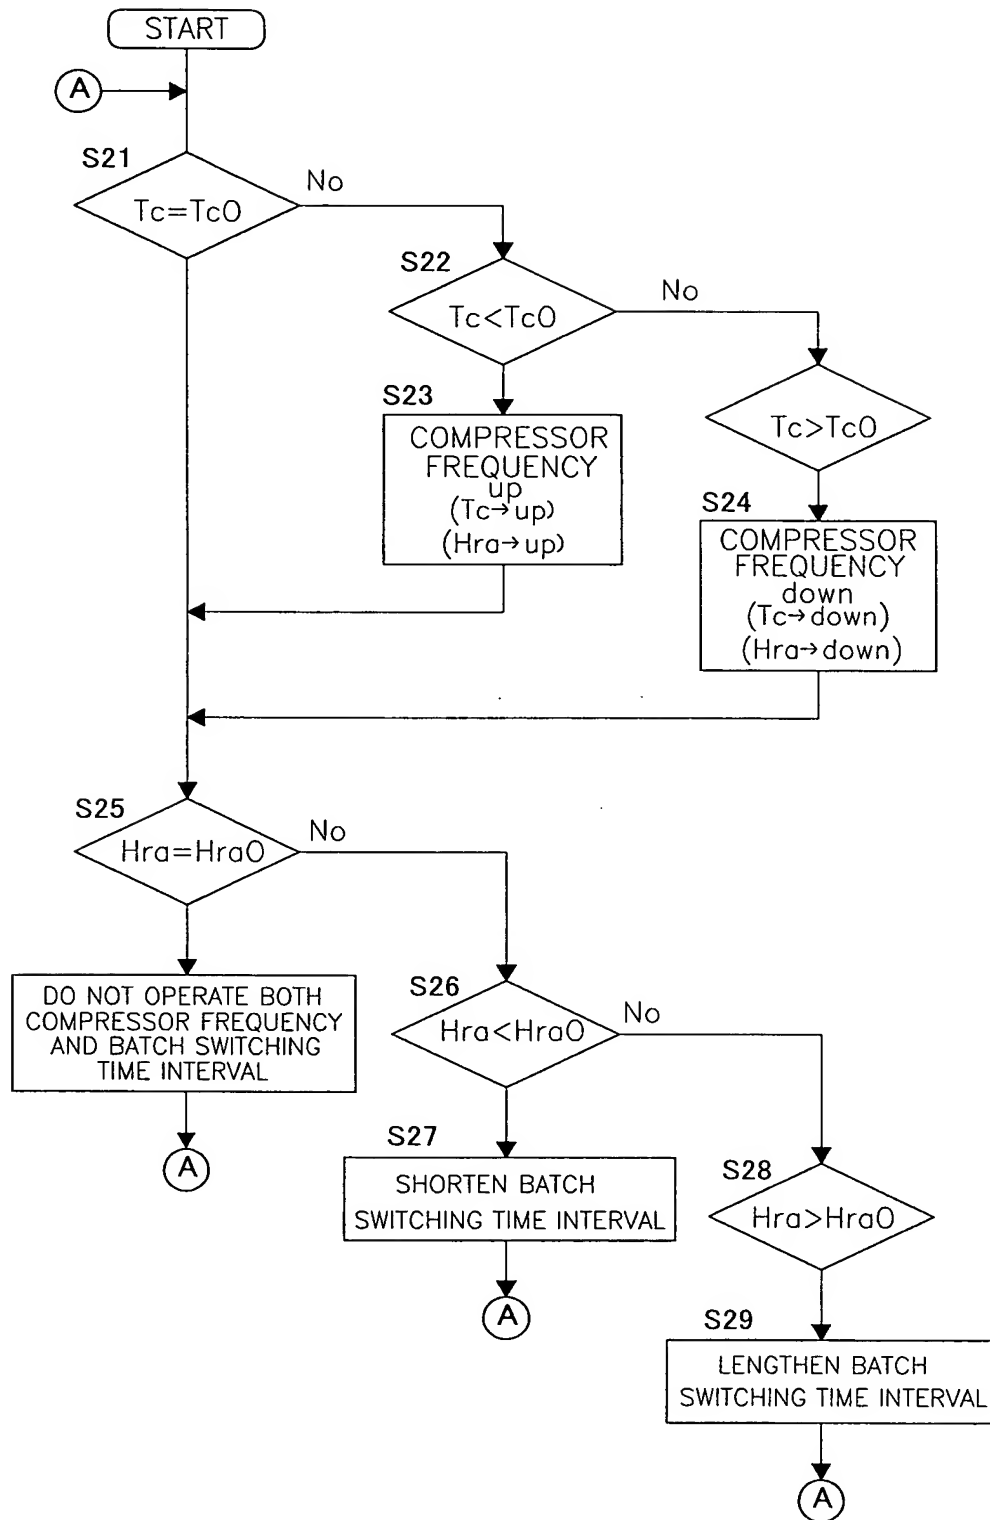 START
A
S21
Tc=Tc0
No
S22
Tc<Tc0
No
S23
COMPRESSOR
FREQUENCY
up
(Tc→up)
(Hra→up)
Tc>Tc0
S24
COMPRESSOR
FREQUENCY
down
(Tc→down)
(Hra→down)
S25
Hra=Hra0
No
DO NOT OPERATE BOTH
COMPRESSOR FREQUENCY
AND BATCH SWITCHING
TIME INTERVAL
A
S26
Hra<Hra0
No
S27
SHORTEN BATCH
SWITCHING TIME INTERVAL
A
S28
Hra>Hra0
S29
LENGTHEN BATCH
SWITCHING TIME INTERVAL
A